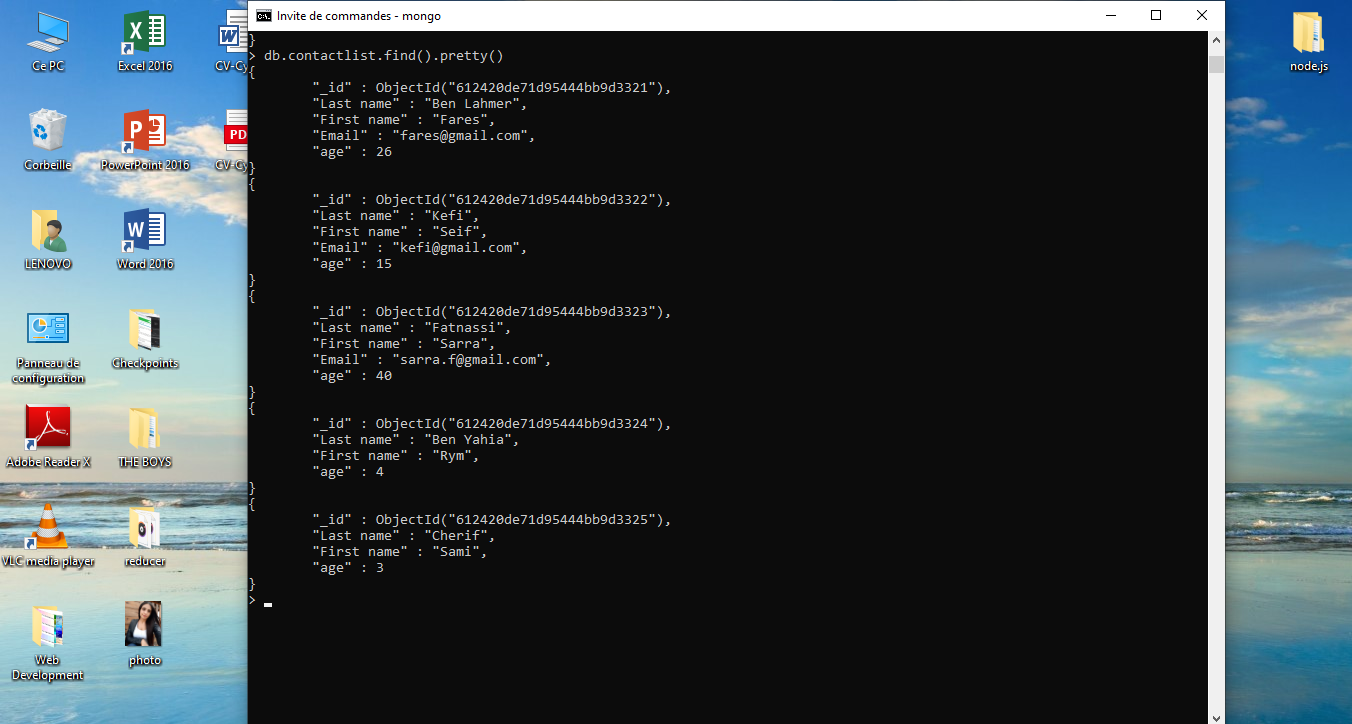 Invite de commandes - mongo
}
> db.contactlist.find().pretty()
{
"_id" : ObjectId("612420de71d95444bb9d3321"),
"Last name" : "Ben Lahmer",
"First name" : "Fares",
"Email" : "fares@gmail.com",
"age" : 26
}
{
"_id" : ObjectId("612420de71d95444bb9d3322"),
"Last name" : "Kefi",
"First name" : "Seif",
"Email" : "kefi@gmail.com",
"age" : 15
}
{
"_id" : ObjectId("612420de71d95444bb9d3323"),
"Last name" : "Fatnassi",
"First name" : "Sarra",
"Email" : "sarra.f@gmail.com",
"age" : 40
}
{
"_id" : ObjectId("612420de71d95444bb9d3324"),
"Last name" : "Ben Yahia",
"First name" : "Rym",
"age" : 4
}
{
"_id" : ObjectId("612420de71d95444bb9d3325"),
"Last name" : "Cherif",
"First name" : "Sami",
"age" : 3
}
>
Ce PC
Excel 2016
CV-Cy
Corbeille
PowerPoint 2016
PD
CV-Cy
LENOVO
Word 2016
Panneau de
configuration
Checkpoints
Adobe Reader X
THE BOYS
VLC media player
reducer
Web
Development
photo
node.js